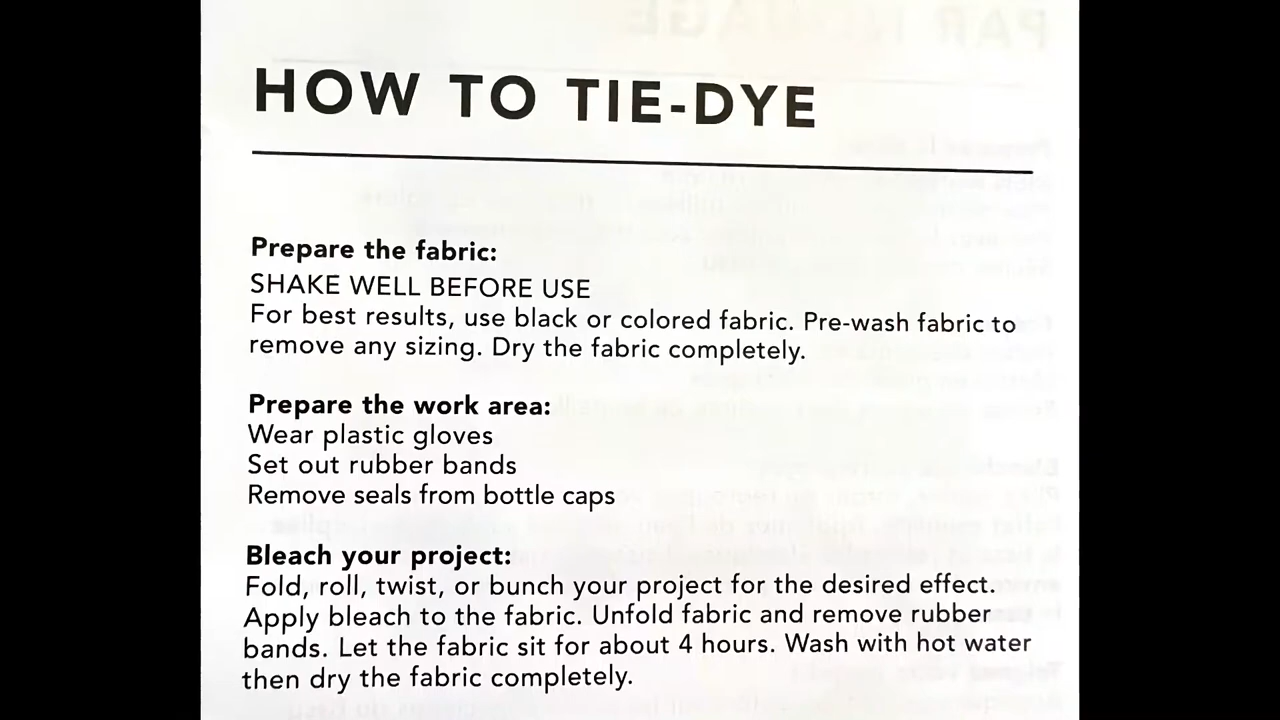 HOW TO TIE-DYE
Prepare the fabric:
SHAKE WELL BEFORE USE
For best results, use black or colored fabric. Pre-wash fabric to
remove any sizing. Dry the fabric completely.
Prepare the work area:
Wear plastic gloves
Set out rubber bands
Remove seals from bottle caps
Bleach your project:
Fold, roll, twist, or bunch your project for the desired effect.
Apply bleach to the fabric. Unfold fabric and remove rubber
bands. Let the fabric sit for about 4 hours. Wash with hot water
then dry the fabric completely.